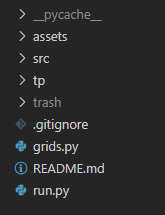 __pycache__
assets
src
tp
trash
.gitignore
grids.py
README.md
run.py